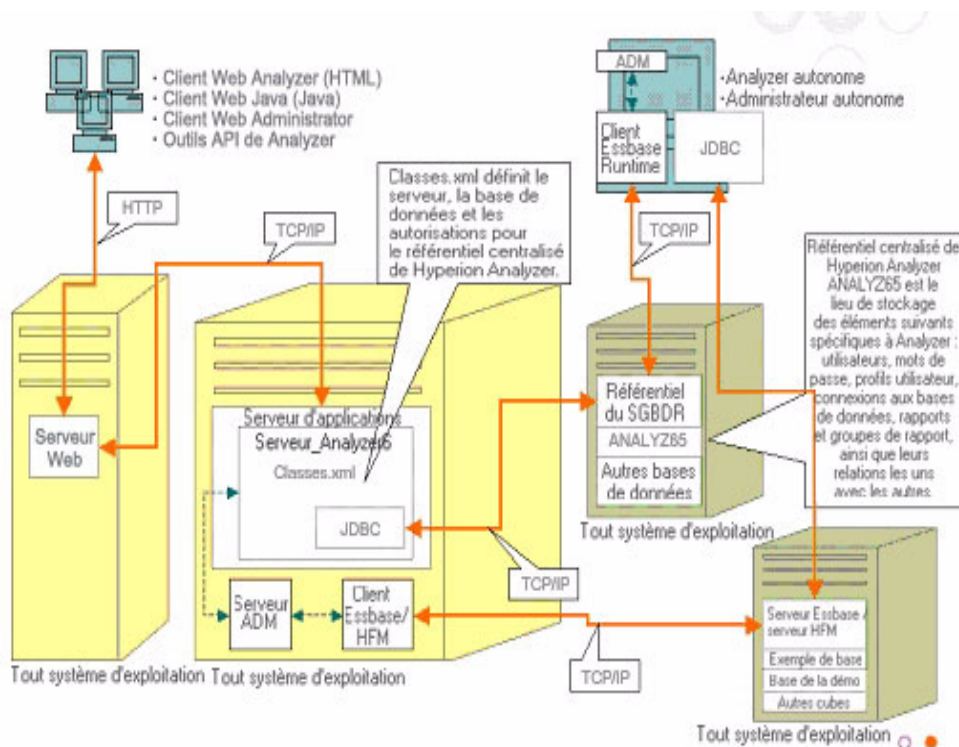 · Client Web Analyzer (HTML)
· Client Web Java (Java)
· Client Web Administrator
· Outils API de Analyzer
HTTP
TCP/IP
Classes.xml définit le
serveur, la base de
données et les
autorisations pour
le référentiel centralisé
de Hyperion Analyzer.
ADM
Client
Essbase
Runtime
JDBC
·Analyzer autonome
·Administrateur autonome
TCP/IP
Référentiel centralisé de
Hyperion Analyzer
ANALYZ65 est le
lieu de stockage
des éléments suivants
spécifiques à Analyzer :
utilisateurs, mots de
passe, profils utilisateur,
connexions aux bases
de données, rapports
et groupes de rapport,
ainsi que leurs
relations les uns
avec les autres.
Serveur
Web
Tout système d'exploitation
Serveur d'applications
Serveur_Analyzer6
Classes.xml
JDBC
Serveur
ADM
Client
Essbase/
HFM
Tout système d'exploitation
TCP/IP
TCP/IP
Référentiel
du SGBDR
ANALYZ65
Autres bases
de données
Tout système d'exploitation
Serveur Essbase /
serveur HFM
Exemple de base
Base de la démo
Autres cubes
Tout système d'exploitation